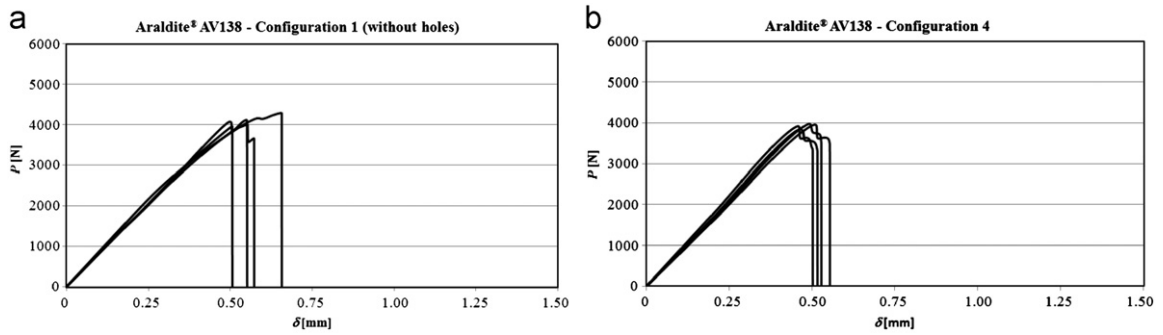 a
Araldite® AV138 - Configuration 1 (without holes)
6000
5000
4000
3000
2000
1000
0
P [N]
0 0.25 0.50 0.75 1.00 1.25 1.50
δ [mm]
b
Araldite® AV138 - Configuration 4
6000
5000
4000
3000
2000
1000
0
P [N]
0 0.25 0.50 0.75 1.00 1.25 1.50
δ [mm]